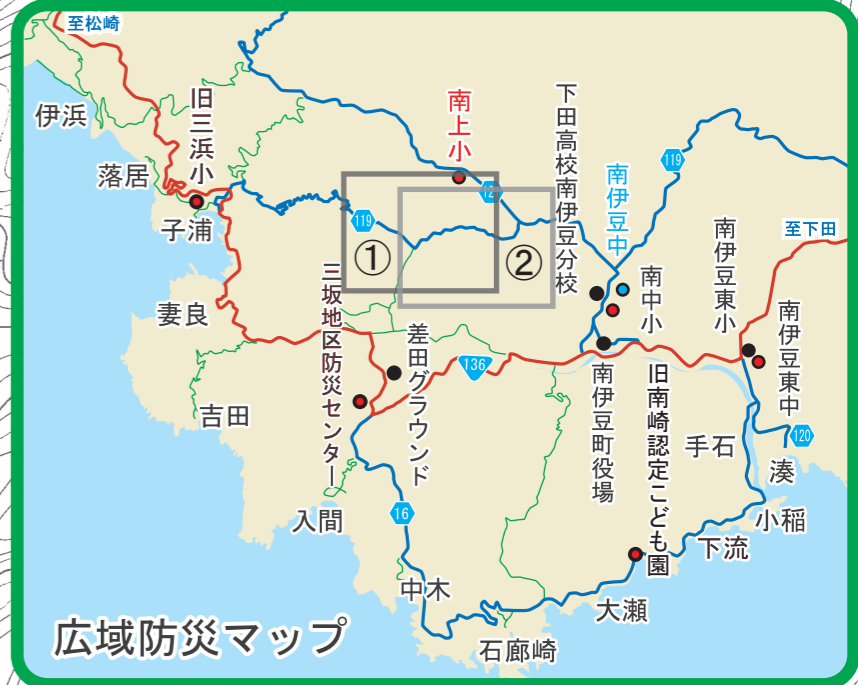 至松崎
伊浜
旧三浜小
落居
子浦
南上小
下田高校南伊豆分校
南伊豆中
119
至下田
南伊豆東小
12
119
①
②
妻良
三坂地区防災センター
南中小
南伊豆東中
差田グラウンド
136
吉田
南伊豆町役場
旧南崎認定こども園
手石
120
湊
入間
16
小稲
下流
中木
大瀬
石廊崎
広域防災マップ